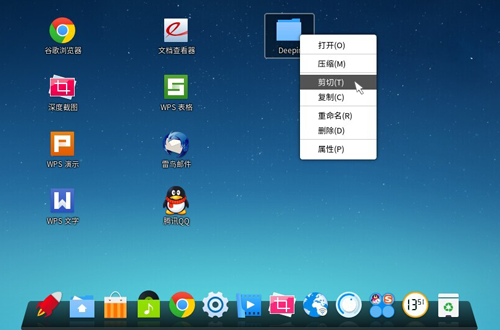 谷歌浏览器
文档查看器
Deepin
打开(O)
压缩(M)
剪切(T)
复制(C)
重命名(R)
删除(D)
属性(P)
深度截图
WPS 表格
WPS 演示
雷鸟邮件
WPS 文字
腾讯QQ
13 51